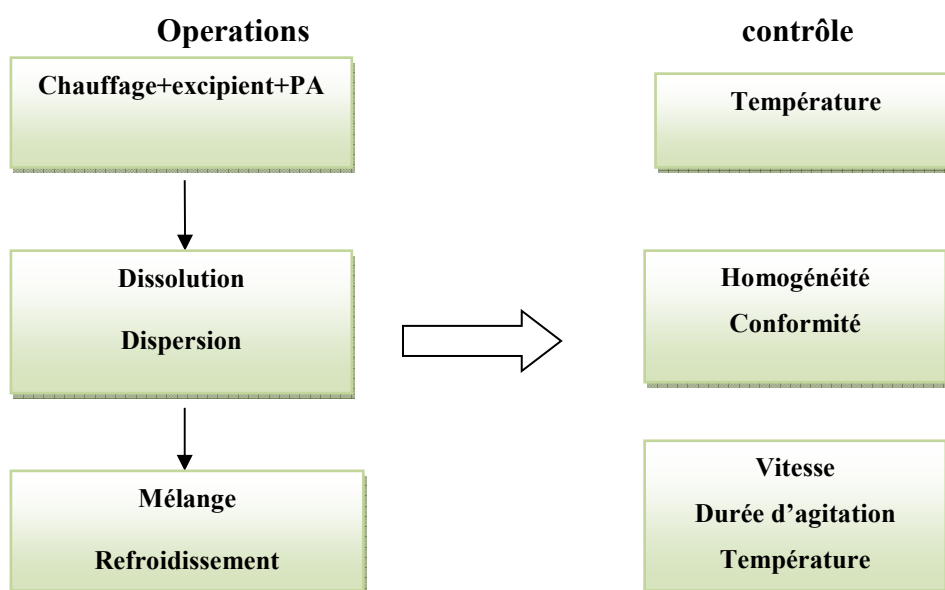 Operations
contrôle
Chauffage+excipient+PA
Température
Dissolution
Dispersion
Homogénéité
Conformité
Mélange
Refroidissement
Vitesse
Durée d’agitation
Température